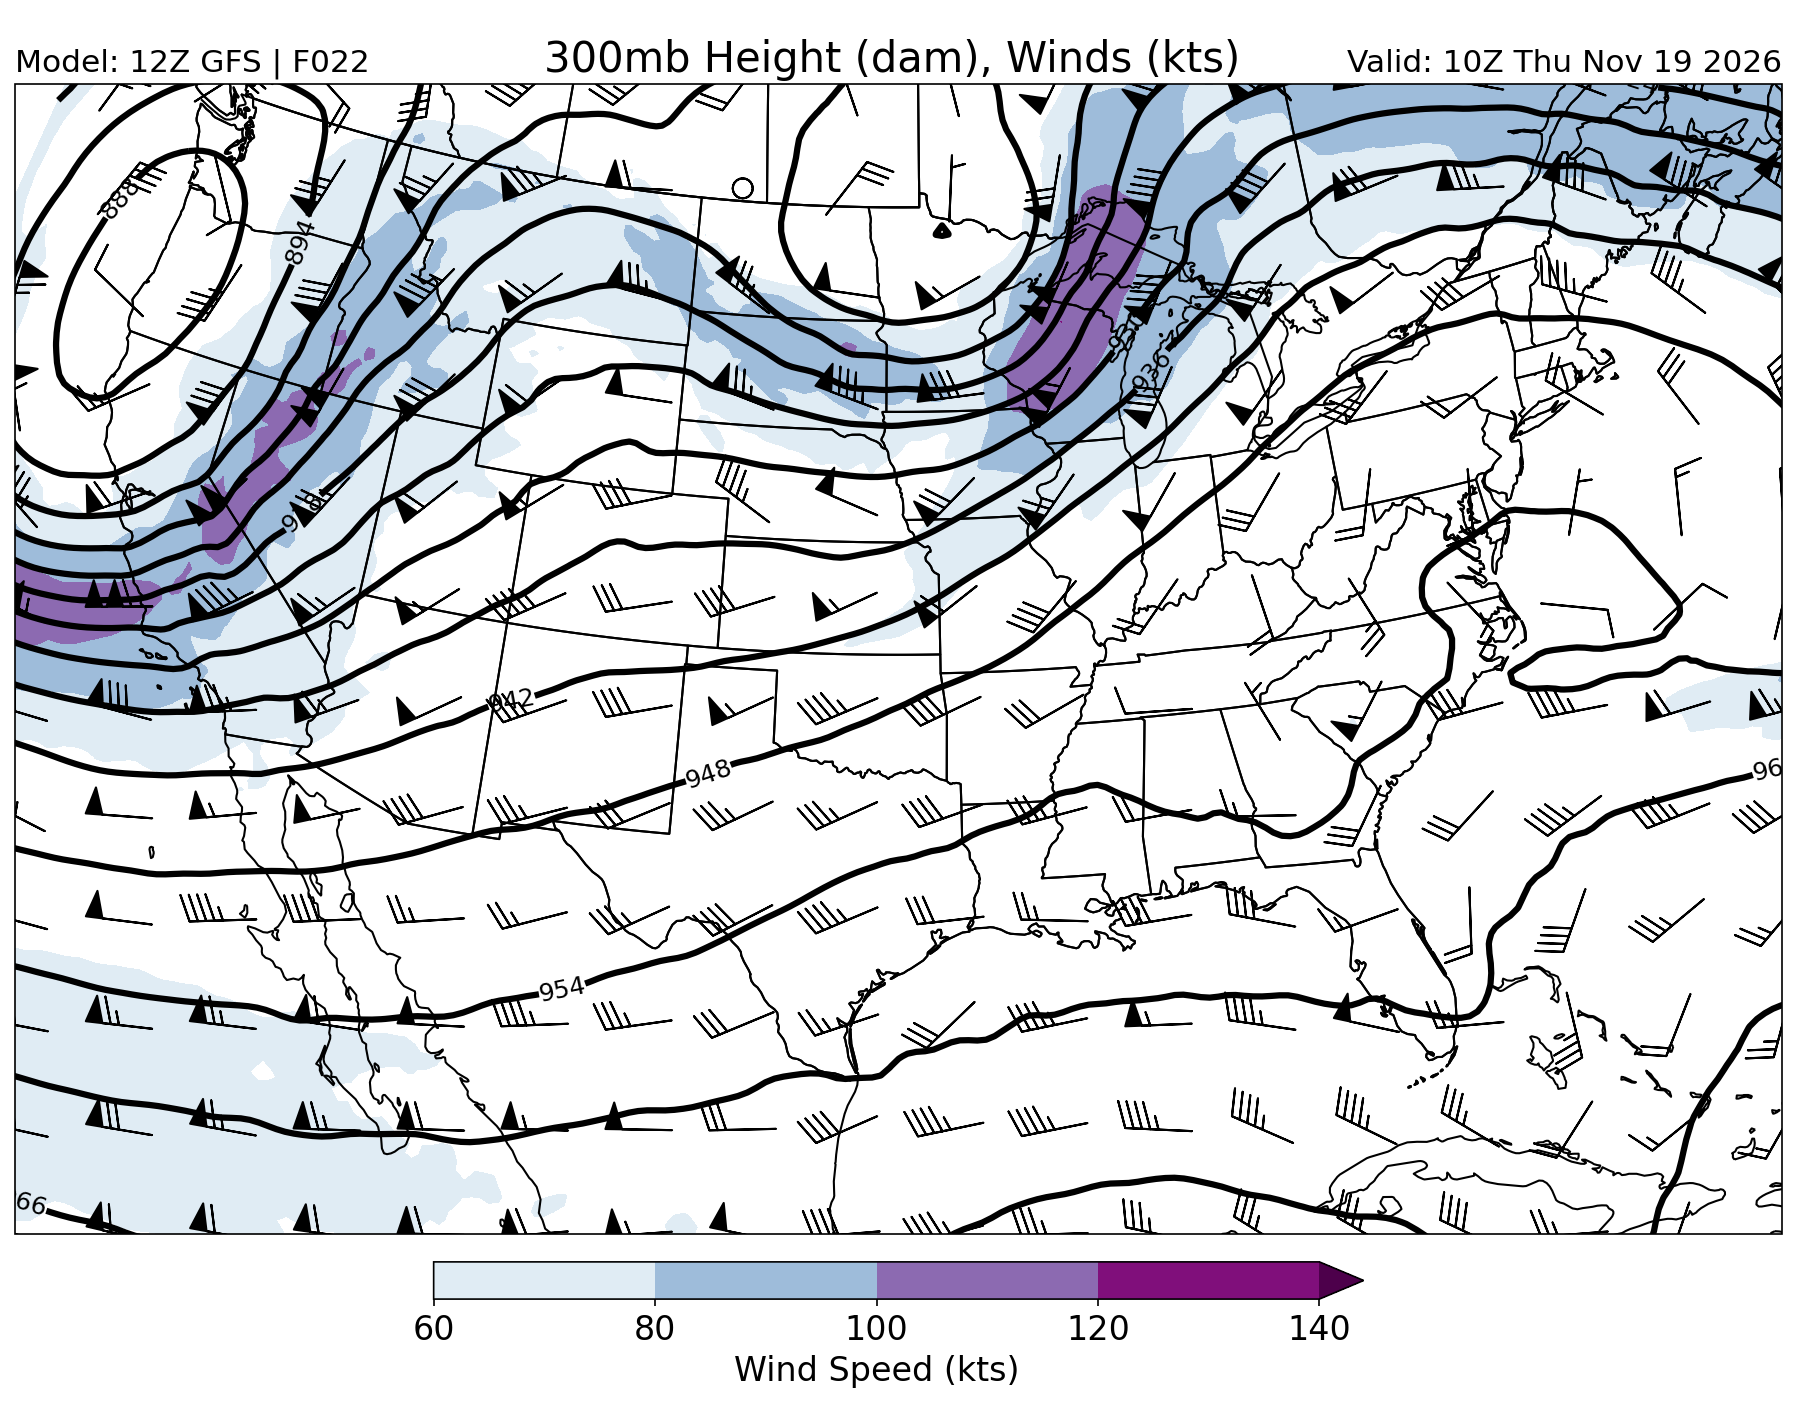 Model: 12Z GFS | F022
300mb Height (dam), Winds (kts)
Valid: 10Z Thu Nov 19 2026
888
894
936
942
948
96
954
66
60 80 100 120 140
Wind Speed (kts)